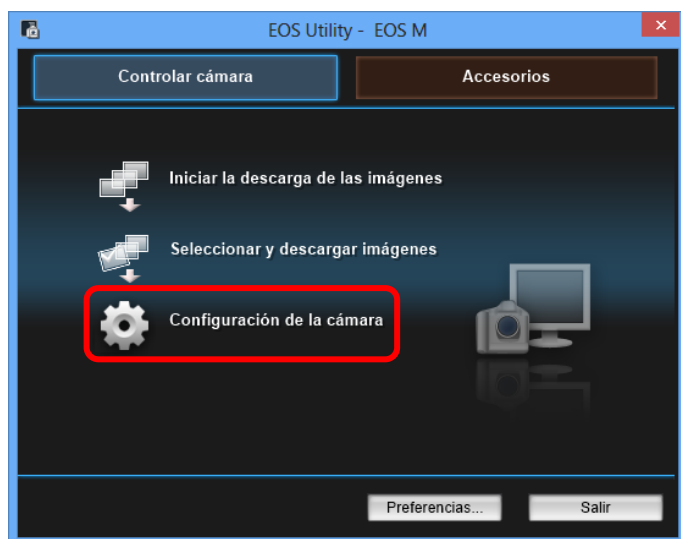 EOS Utility - EOS M
Controlar cámara
Accesorios
Iniciar la descarga de las imágenes
Seleccionar y descargar imágenes
Configuración de la cámara
Preferencias...
Salir